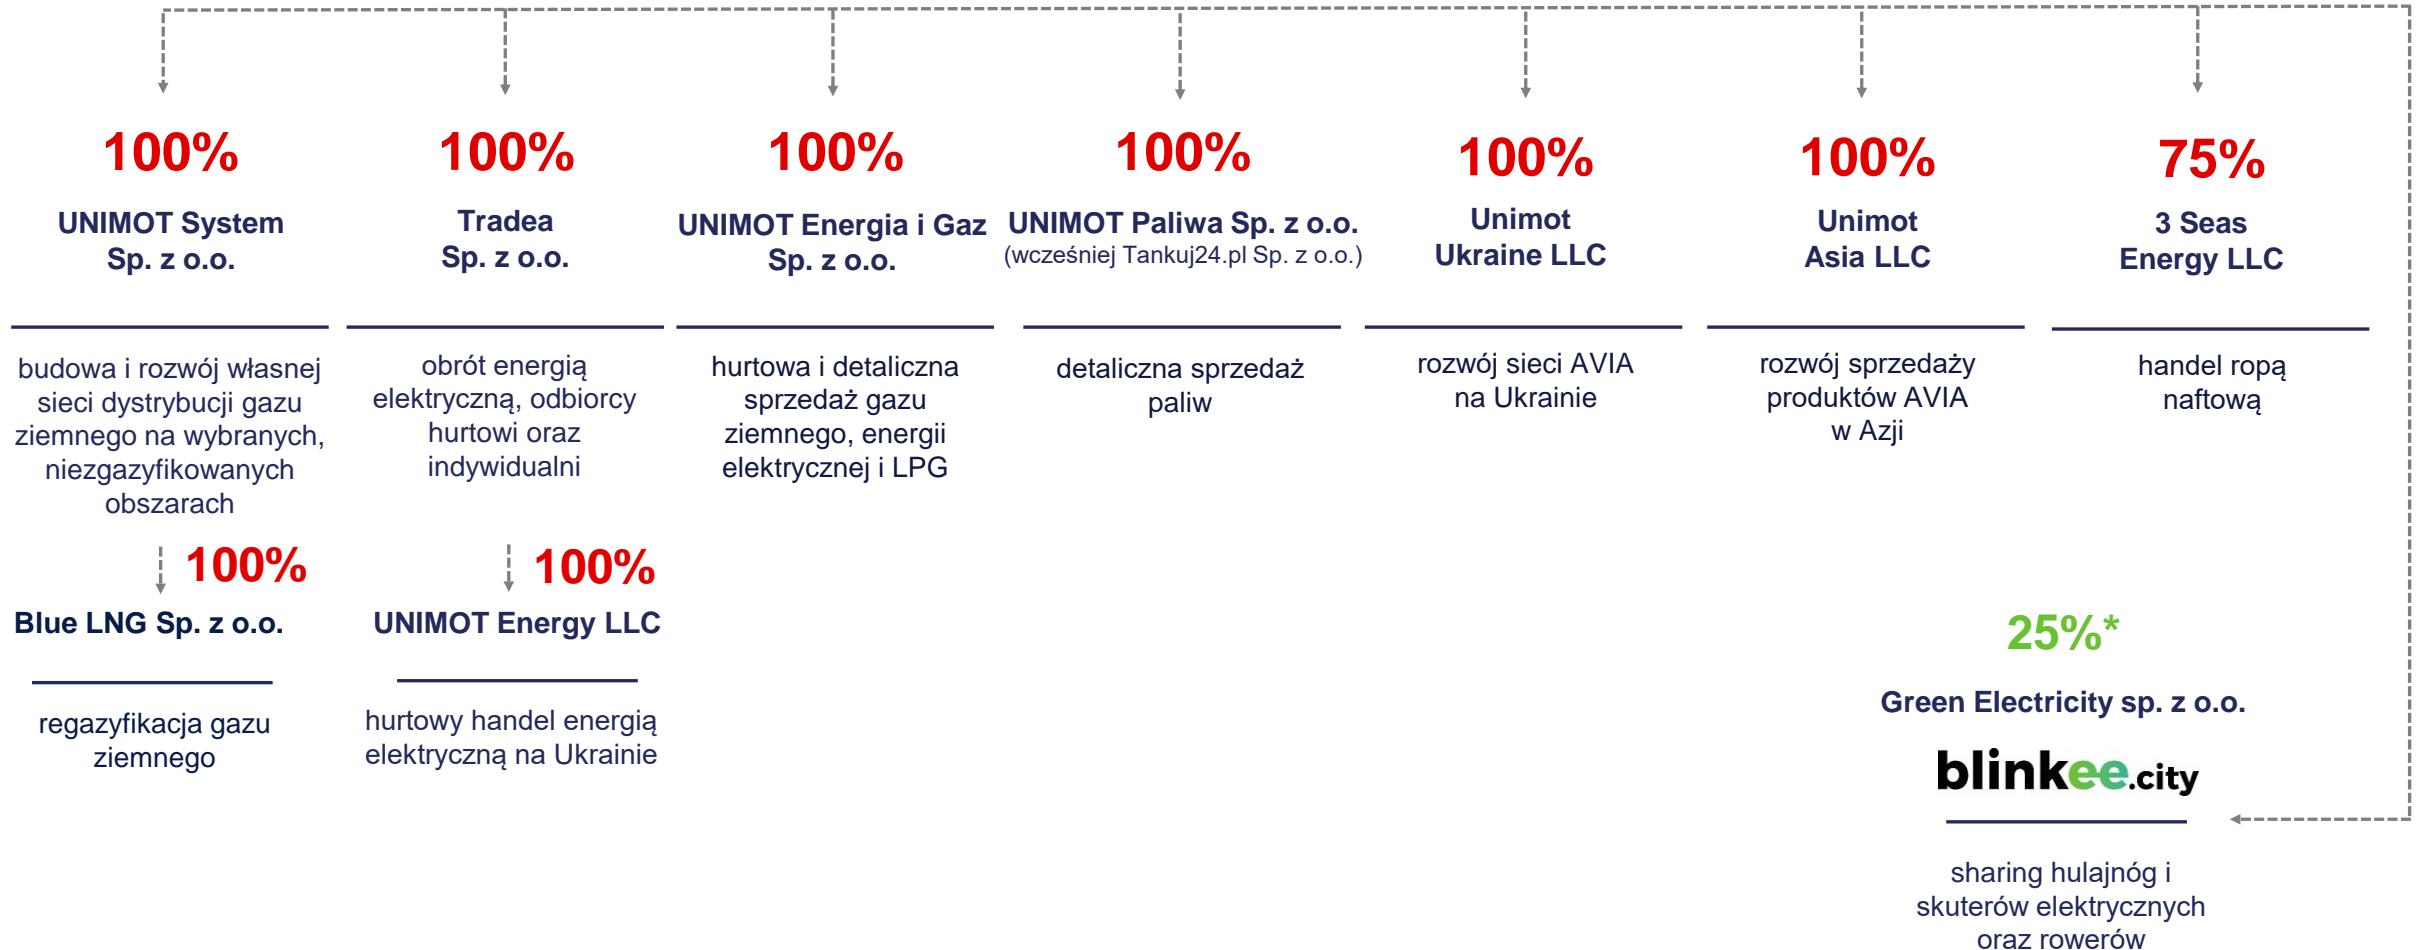 100%
UNIMOT System
Sp. z o.o.
budowa i rozwój własnej
sieci dystrybucji gazu
ziemnego na wybranych,
niezgazyfikowanych
obszarach
100%
Blue LNG Sp. z o.o.
regazyfikacja gazu
ziemnego
100%
Tradea
Sp. z o.o.
obrót energią
elektryczną, odbiorcy
hurtowi oraz
indywidualni
100%
UNIMOT Energy LLC
hurtowy handel energią
elektryczną na Ukrainie
100%
UNIMOT Energia i Gaz
Sp. z o.o.
hurtowa i detaliczna
sprzedaż gazu
ziemnego, energii
elektrycznej i LPG
100%
UNIMOT Paliwa Sp. z o.o.
(wcześniej Tankuj24.pl Sp. z o.o.)
detaliczna sprzedaż
paliw
100%
Unimot
Ukraine LLC
rozwój sieci AVIA
na Ukrainie
100%
Unimot
Asia LLC
rozwój sprzedaży
produktów AVIA
w Azji
75%
3 Seas
Energy LLC
handel ropą
naftową
25%*
Green Electricity sp. z o.o.
blinkee.city
sharing hulajnóg i
skuterów elektrycznych
oraz rowerów